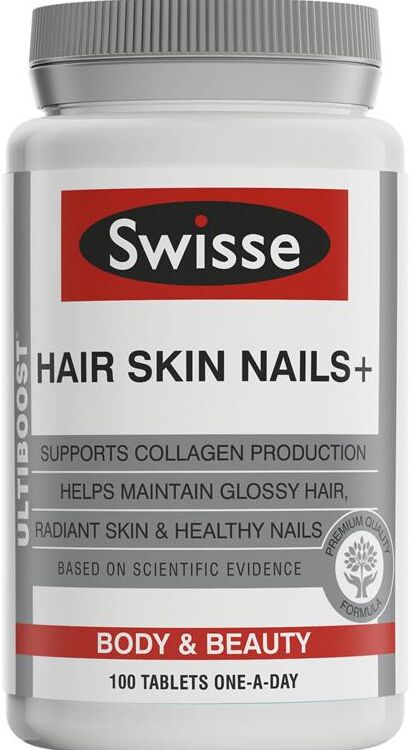 Swisse
ULTIBOOST®
HAIR SKIN NAILS+
SUPPORTS COLLAGEN PRODUCTION
HELPS MAINTAIN GLOSSY HAIR,
RADIANT SKIN & HEALTHY NAILS
BASED ON SCIENTIFIC EVIDENCE
PREMIUM QUALITY
FORMULA
BODY & BEAUTY
100 TABLETS ONE-A-DAY